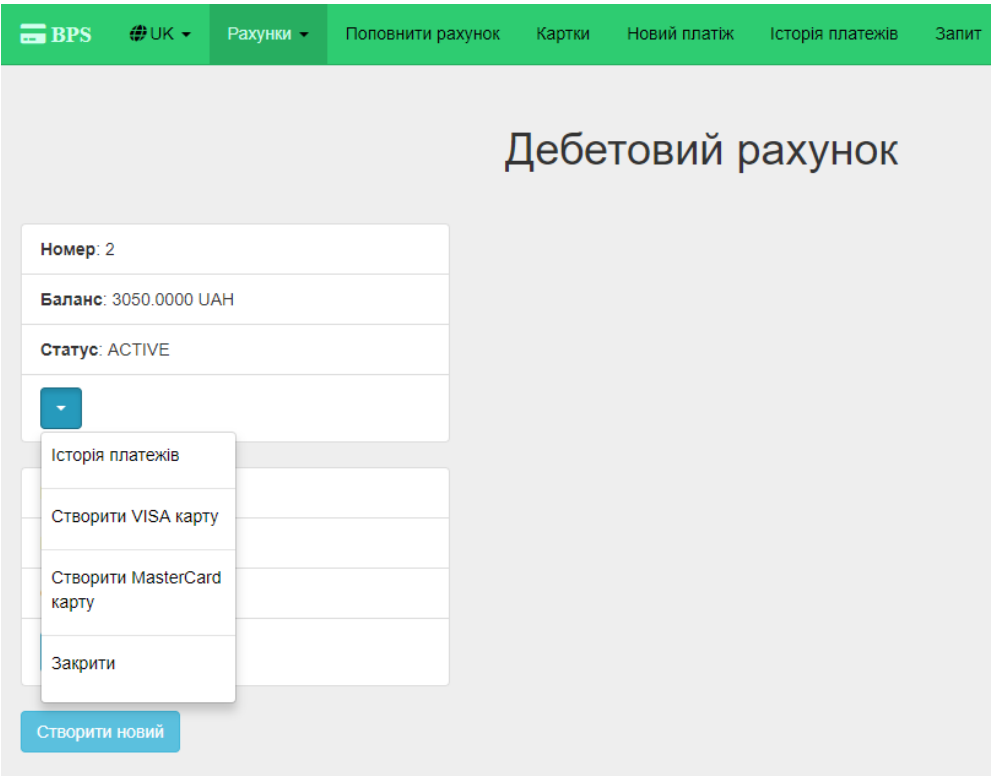 BPS UK Рахунки Поповнити рахунок Картки Новий платіж Історія платежів Запит
Дебетовий рахунок
Номер: 2
Баланс: 3050.0000 UAH
Статус: ACTIVE
Історія платежів
Створити VISA карту
Створити MasterCard
карту
Закрити
Створити новий